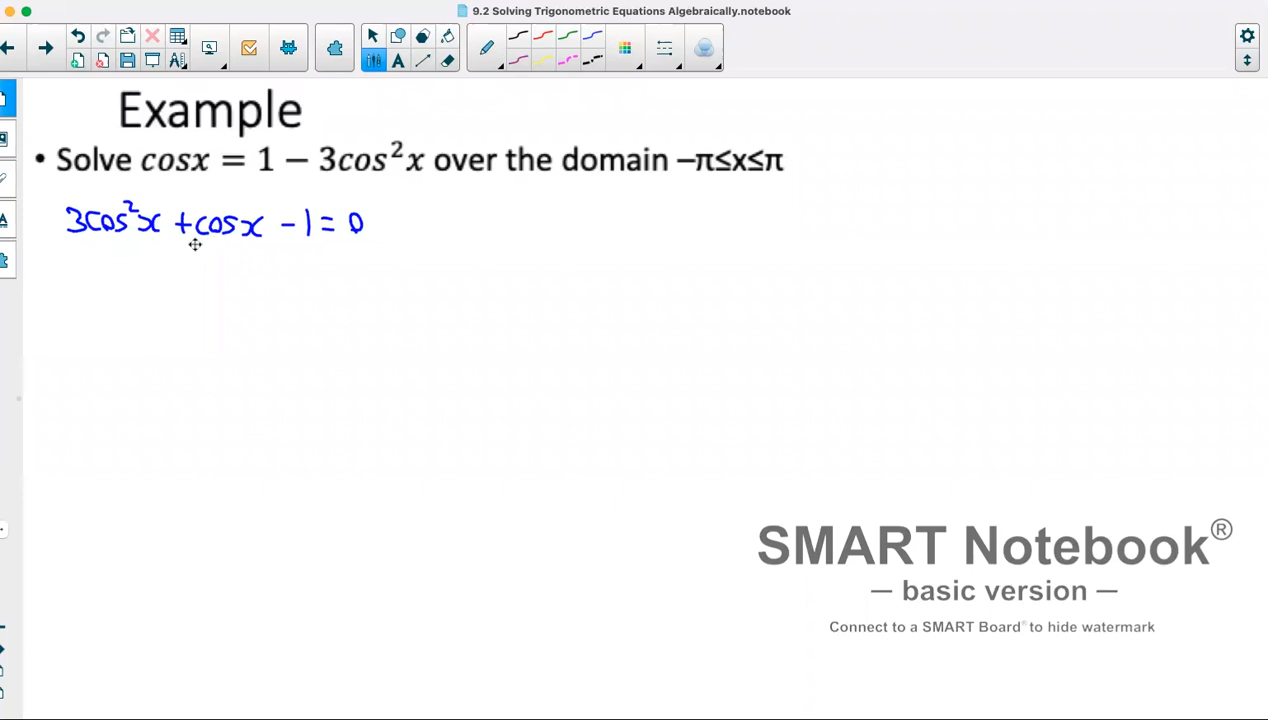 9.2 Solving Trigonometric Equations Algebraically.notebook
Example
• Solve cosx = 1 − 3cos²x over the domain –π≤x≤π
3cos²x + cosx − 1 = 0
SMART Notebook®
— basic version —
Connect to a SMART Board® to hide watermark